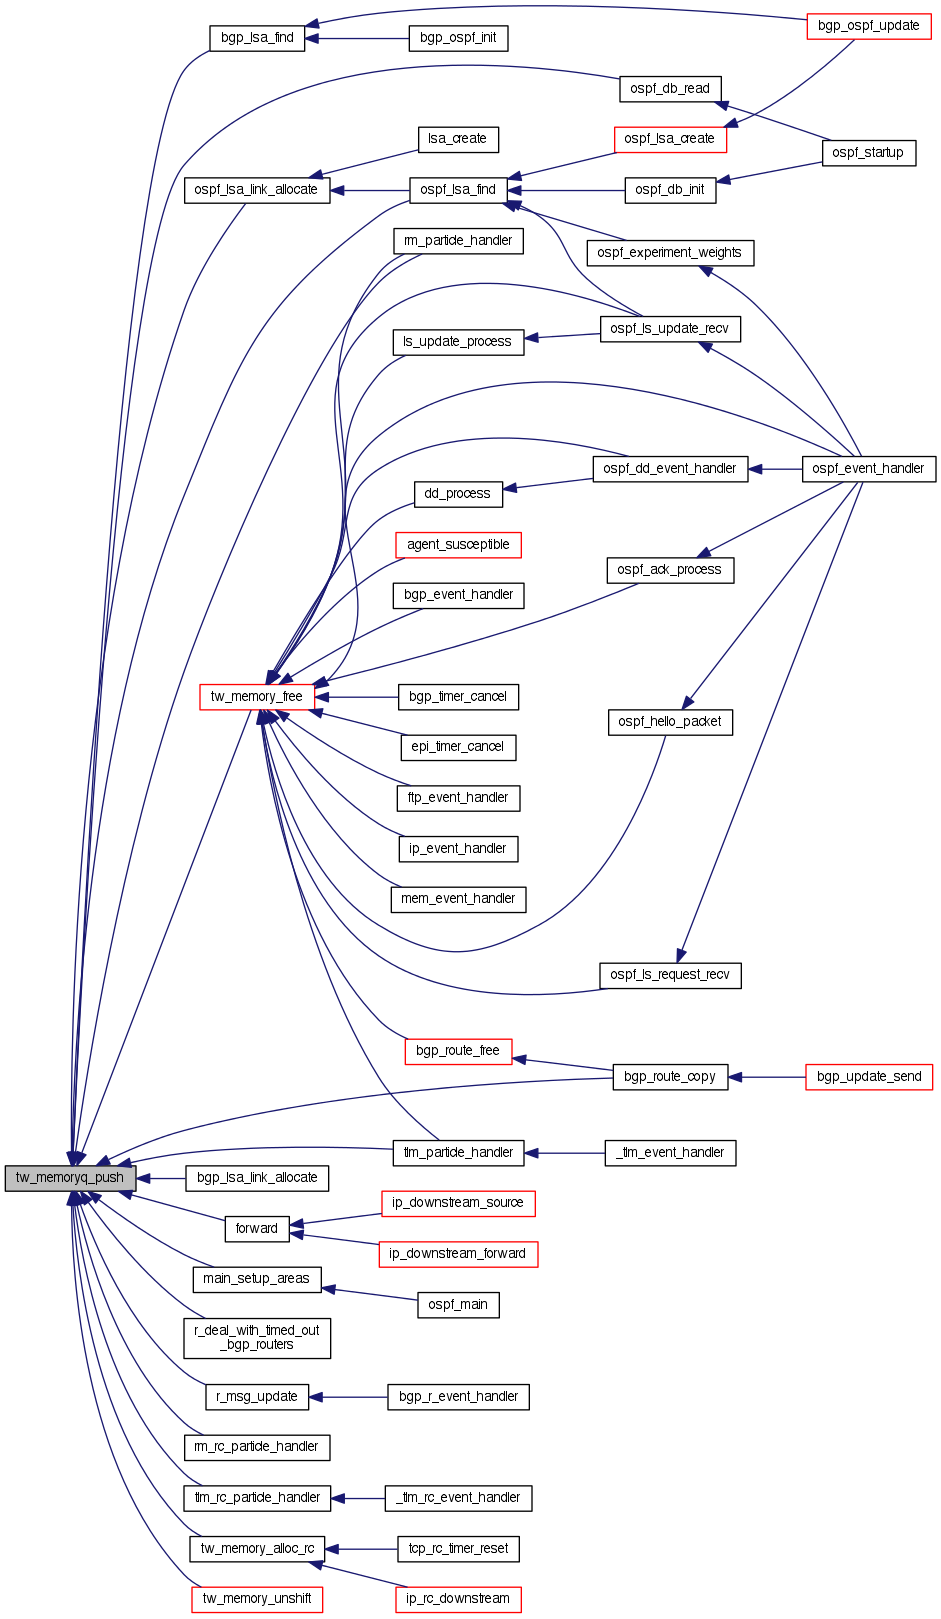 bgp_lsa_find
bgp_ospf_init
bgp_ospf_update
ospf_db_read
lsa_create
ospf_lsa_create
ospf_startup
ospf_lsa_link_allocate
ospf_lsa_find
ospf_db_init
rm_particle_handler
ospf_experiment_weights
ls_update_process
ospf_ls_update_recv
ospf_dd_event_handler
ospf_event_handler
dd_process
agent_susceptible
ospf_ack_process
bgp_event_handler
tw_memory_free
bgp_timer_cancel
ospf_hello_packet
epi_timer_cancel
ftp_event_handler
ip_event_handler
mem_event_handler
ospf_ls_request_recv
bgp_route_free
bgp_route_copy
bgp_update_send
tlm_particle_handler
_tlm_event_handler
tw_memoryq_push
bgp_lsa_link_allocate
forward
ip_downstream_source
ip_downstream_forward
main_setup_areas
ospf_main
r_deal_with_timed_out
_bgp_routers
r_msg_update
bgp_r_event_handler
rm_rc_particle_handler
tlm_rc_particle_handler
_tlm_rc_event_handler
tw_memory_alloc_rc
tcp_rc_timer_reset
tw_memory_unshift
ip_rc_downstream